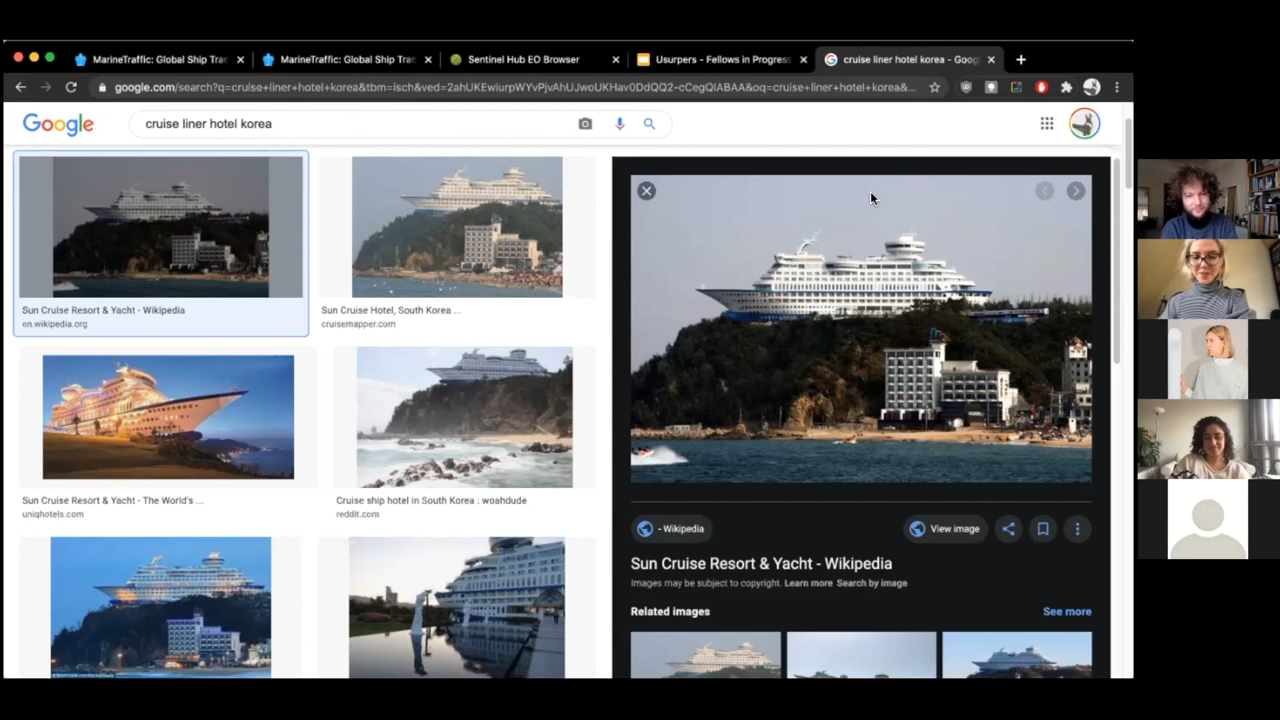 MarineTraffic: Global Ship Trac
MarineTraffic: Global Ship Trac
Sentinel Hub EO Browser
Usurpers - Fellows in Progress
cruise liner hotel korea - Goog
google.com/search?q=cruise+liner+hotel+korea&tbm=isch&ved=2ahUKEwiurpWYvPjvAhUJwoUKHav0DdQQ2-cCegQIABAA&oq=cruise+liner+hotel+korea&...
Google
cruise liner hotel korea
Sun Cruise Resort & Yacht - Wikipedia
en.wikipedia.org
Sun Cruise Hotel, South Korea ...
cruisemapper.com
Sun Cruise Resort & Yacht - The World's ...
uniqhotels.com
Cruise ship hotel in South Korea : woahdude
reddit.com
- Wikipedia
View image
Sun Cruise Resort & Yacht - Wikipedia
Images may be subject to copyright. Learn more Search by image
Related images
See more